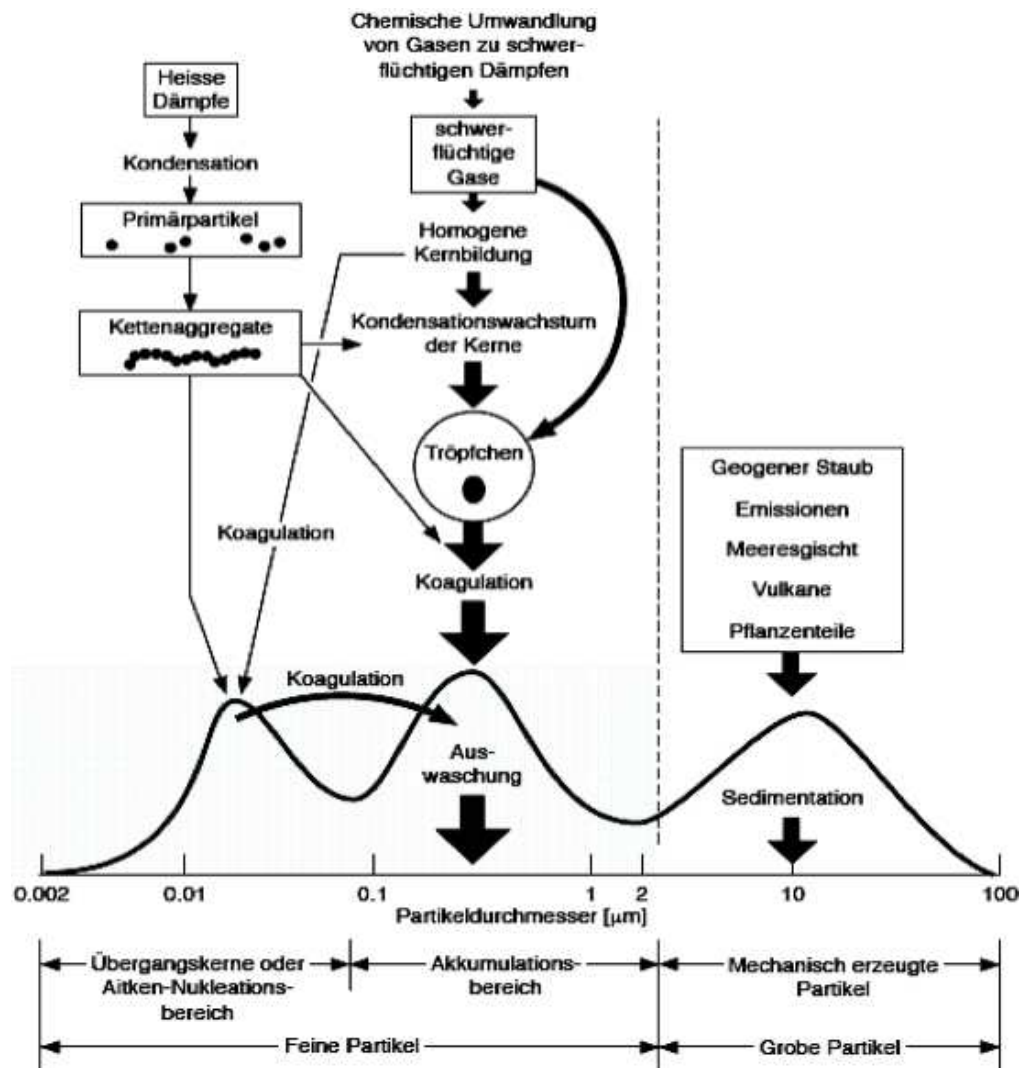 Chemische Umwandlung
von Gasen zu schwer-
flüchtigen Dämpfen
Heisse
Dämpfe
schwer-
flüchtige
Gase
Kondensation
Primärpartikel
Homogene
Kernbildung
Kettenaggregate
Kondensationswachstum
der Kerne
Tröpfchen
Geogener Staub
Emissionen
Meeresgischt
Vulkane
Pflanzenteile
Koagulation
Koagulation
Koagulation
Aus-
waschung
Sedimentation
0.002 0.01 0.1 1 2 10 100
Partikeldurchmesser [µm]
Übergangskerne oder
Aitken-Nukleations-
bereich
Akkumulations-
bereich
Mechanisch erzeugte
Partikel
Feine Partikel
Grobe Partikel